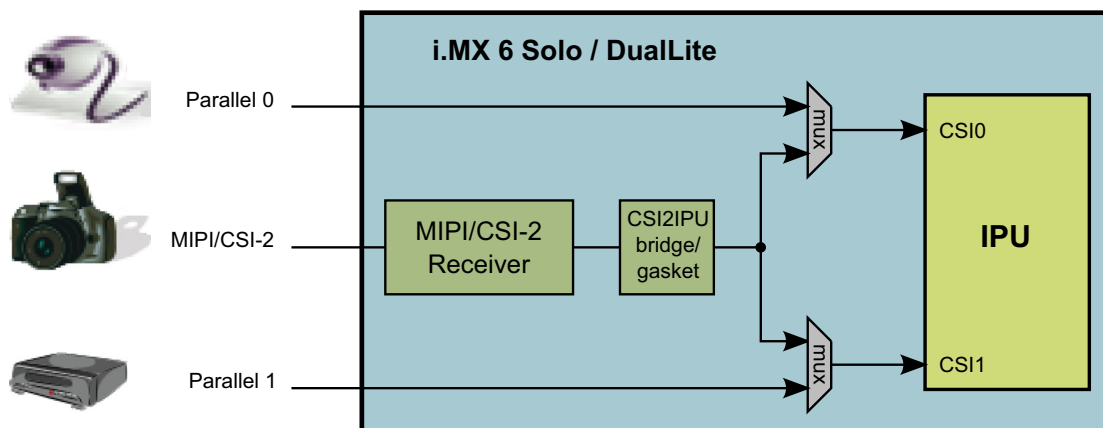 i.MX 6 Solo / DualLite
Parallel 0
mux
CSI0
MIPI/CSI-2
MIPI/CSI-2
Receiver
CSI2IPU
bridge/
gasket
IPU
mux
CSI1
Parallel 1